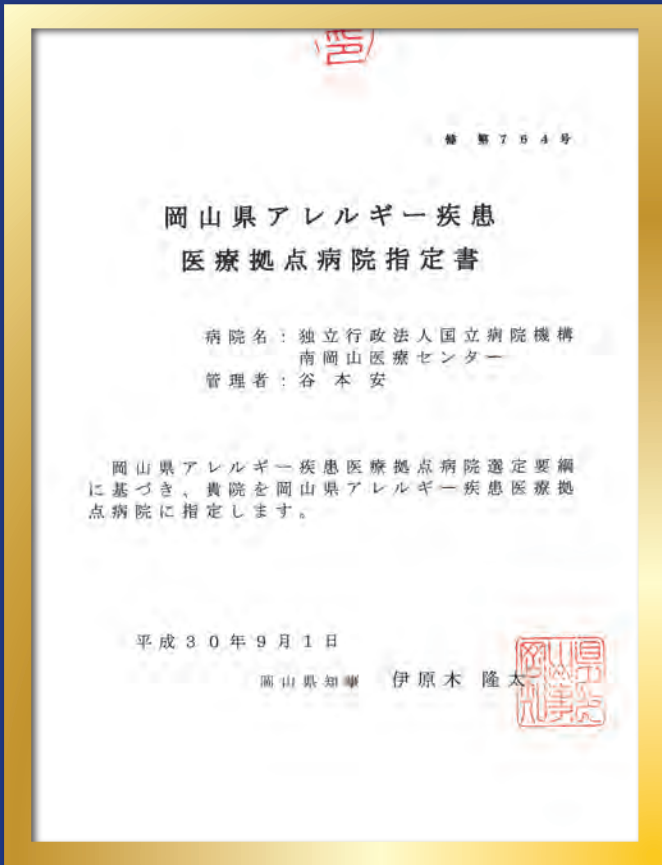 印
健第764号
岡山県アレルギー疾患
医療拠点病院指定書
病院名:独立行政法人国立病院機構
南岡山医療センター
管理者:谷本 安
岡山県アレルギー疾患医療拠点病院選定要綱
に基づき、貴院を岡山県アレルギー疾患医療拠
点病院に指定します。
平成30年9月1日
岡山県知事 伊原木 隆太